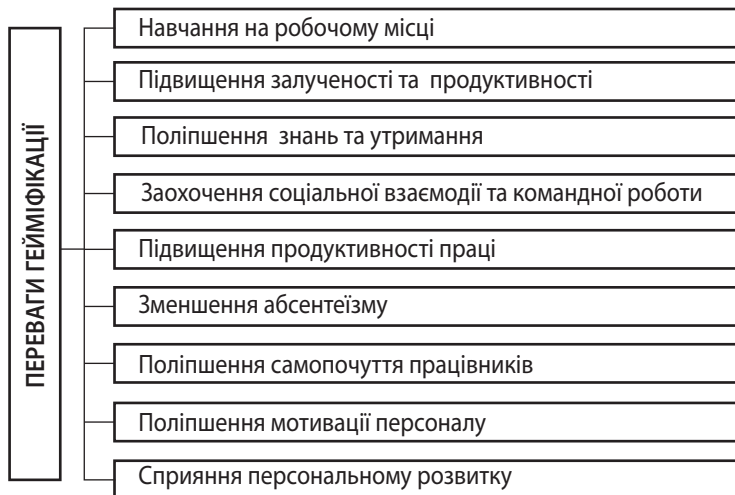 ПЕРЕВАГИ ГЕЙМІФІКАЦІЇ
Навчання на робочому місці
Підвищення залученості та продуктивності
Поліпшення знань та утримання
Заохочення соціальної взаємодії та командної роботи
Підвищення продуктивності праці
Зменшення абсентеїзму
Поліпшення самопочуття працівників
Поліпшення мотивації персоналу
Сприяння персональному розвитку